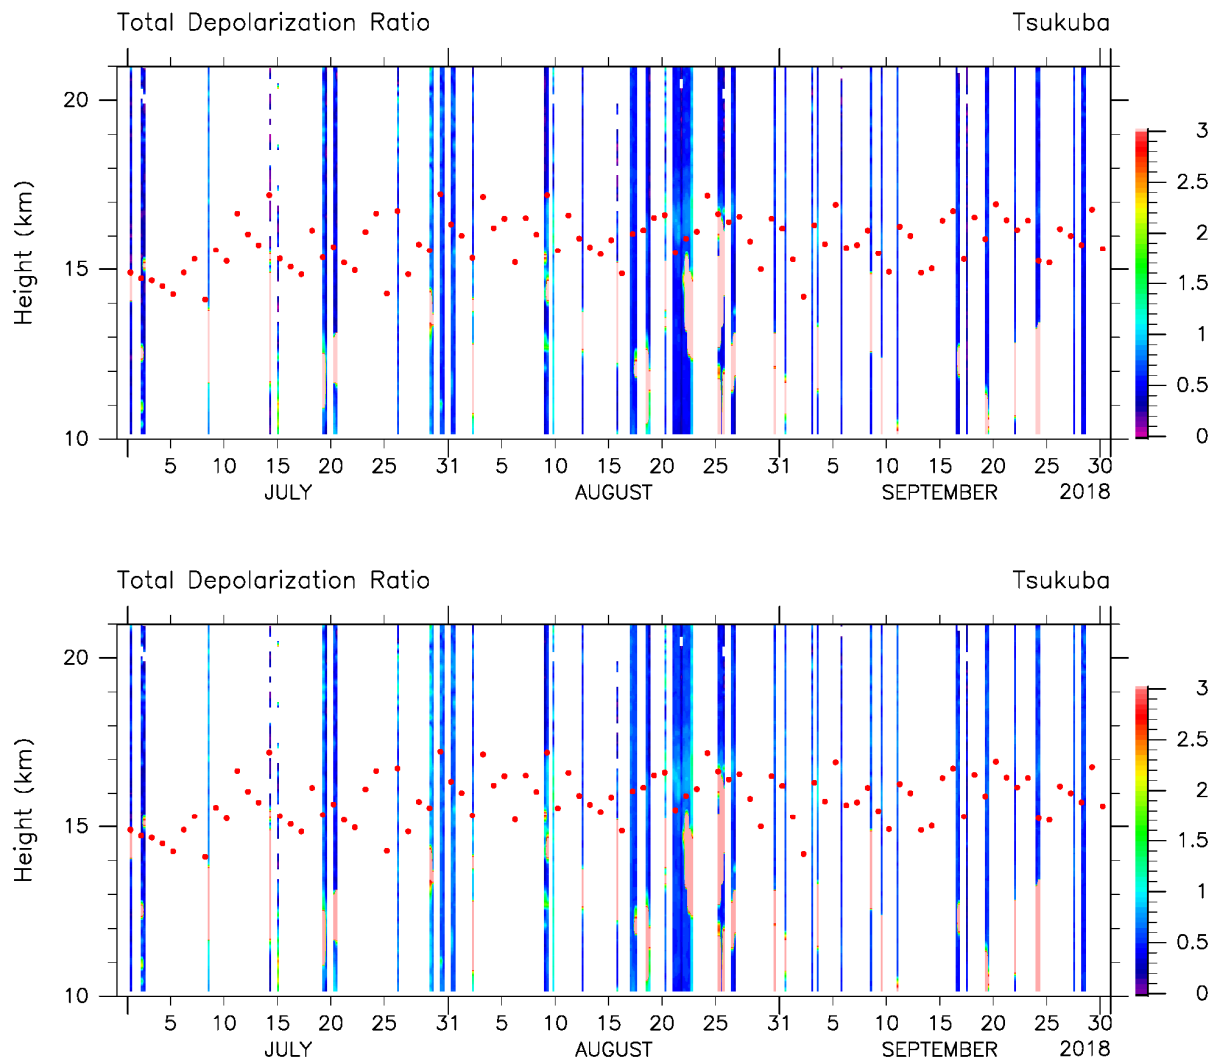 Total Depolarization Ratio Tsukuba
20
15
10
Height (km)
3
2.5
2
1.5
1
0.5
0
5 10 15 20 25 31 5 10 15 20 25 31 5 10 15 20 25 30
JULY AUGUST SEPTEMBER 2018
Total Depolarization Ratio Tsukuba
20
15
10
Height (km)
3
2.5
2
1.5
1
0.5
0
5 10 15 20 25 31 5 10 15 20 25 31 5 10 15 20 25 30
JULY AUGUST SEPTEMBER 2018